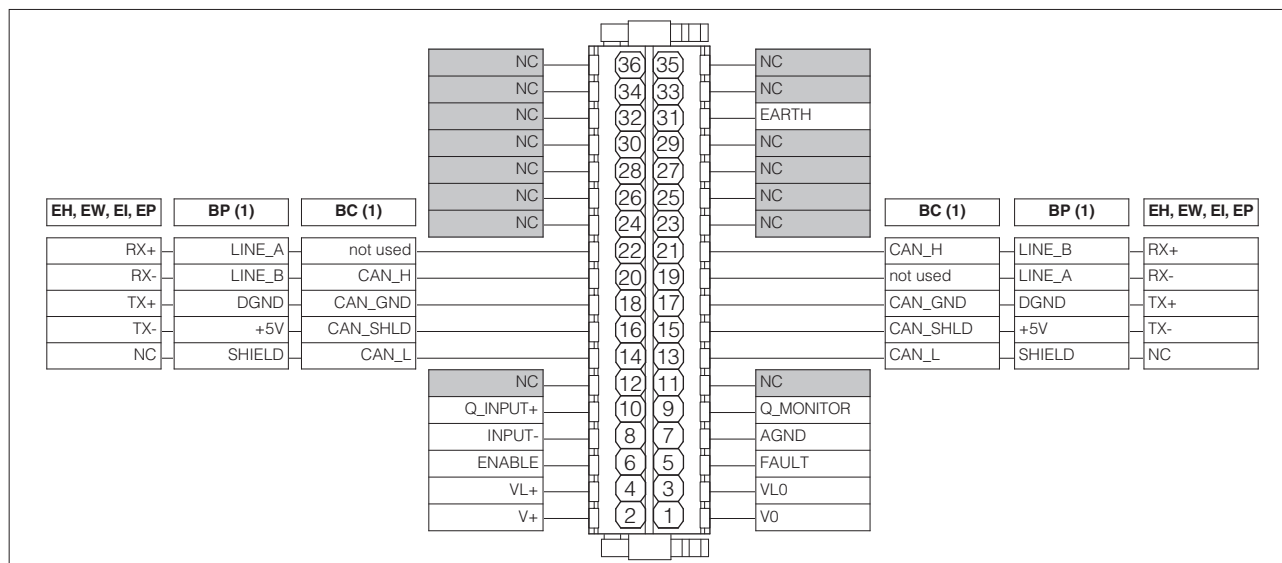 NC 36 35 NC
NC 34 33 NC
NC 32 31 EARTH
NC 30 29 NC
NC 28 27 NC
NC 26 25 NC
EH, EW, EI, EP BP (1) BC (1) NC 24 23 NC BC (1) BP (1) EH, EW, EI, EP
RX+ LINE_A not used 22 21 CAN_H LINE_B RX+
RX- LINE_B CAN_H 20 19 not used LINE_A RX-
TX+ DGND CAN_GND 18 17 CAN_GND DGND TX+
TX- +5V CAN_SHLD 16 15 CAN_SHLD +5V TX-
NC SHIELD CAN_L 14 13 CAN_L SHIELD NC
NC 12 11 NC
Q_INPUT+ 10 9 Q_MONITOR
INPUT- 8 7 AGND
ENABLE 6 5 FAULT
VL+ 4 3 VL0
V+ 2 1 V0